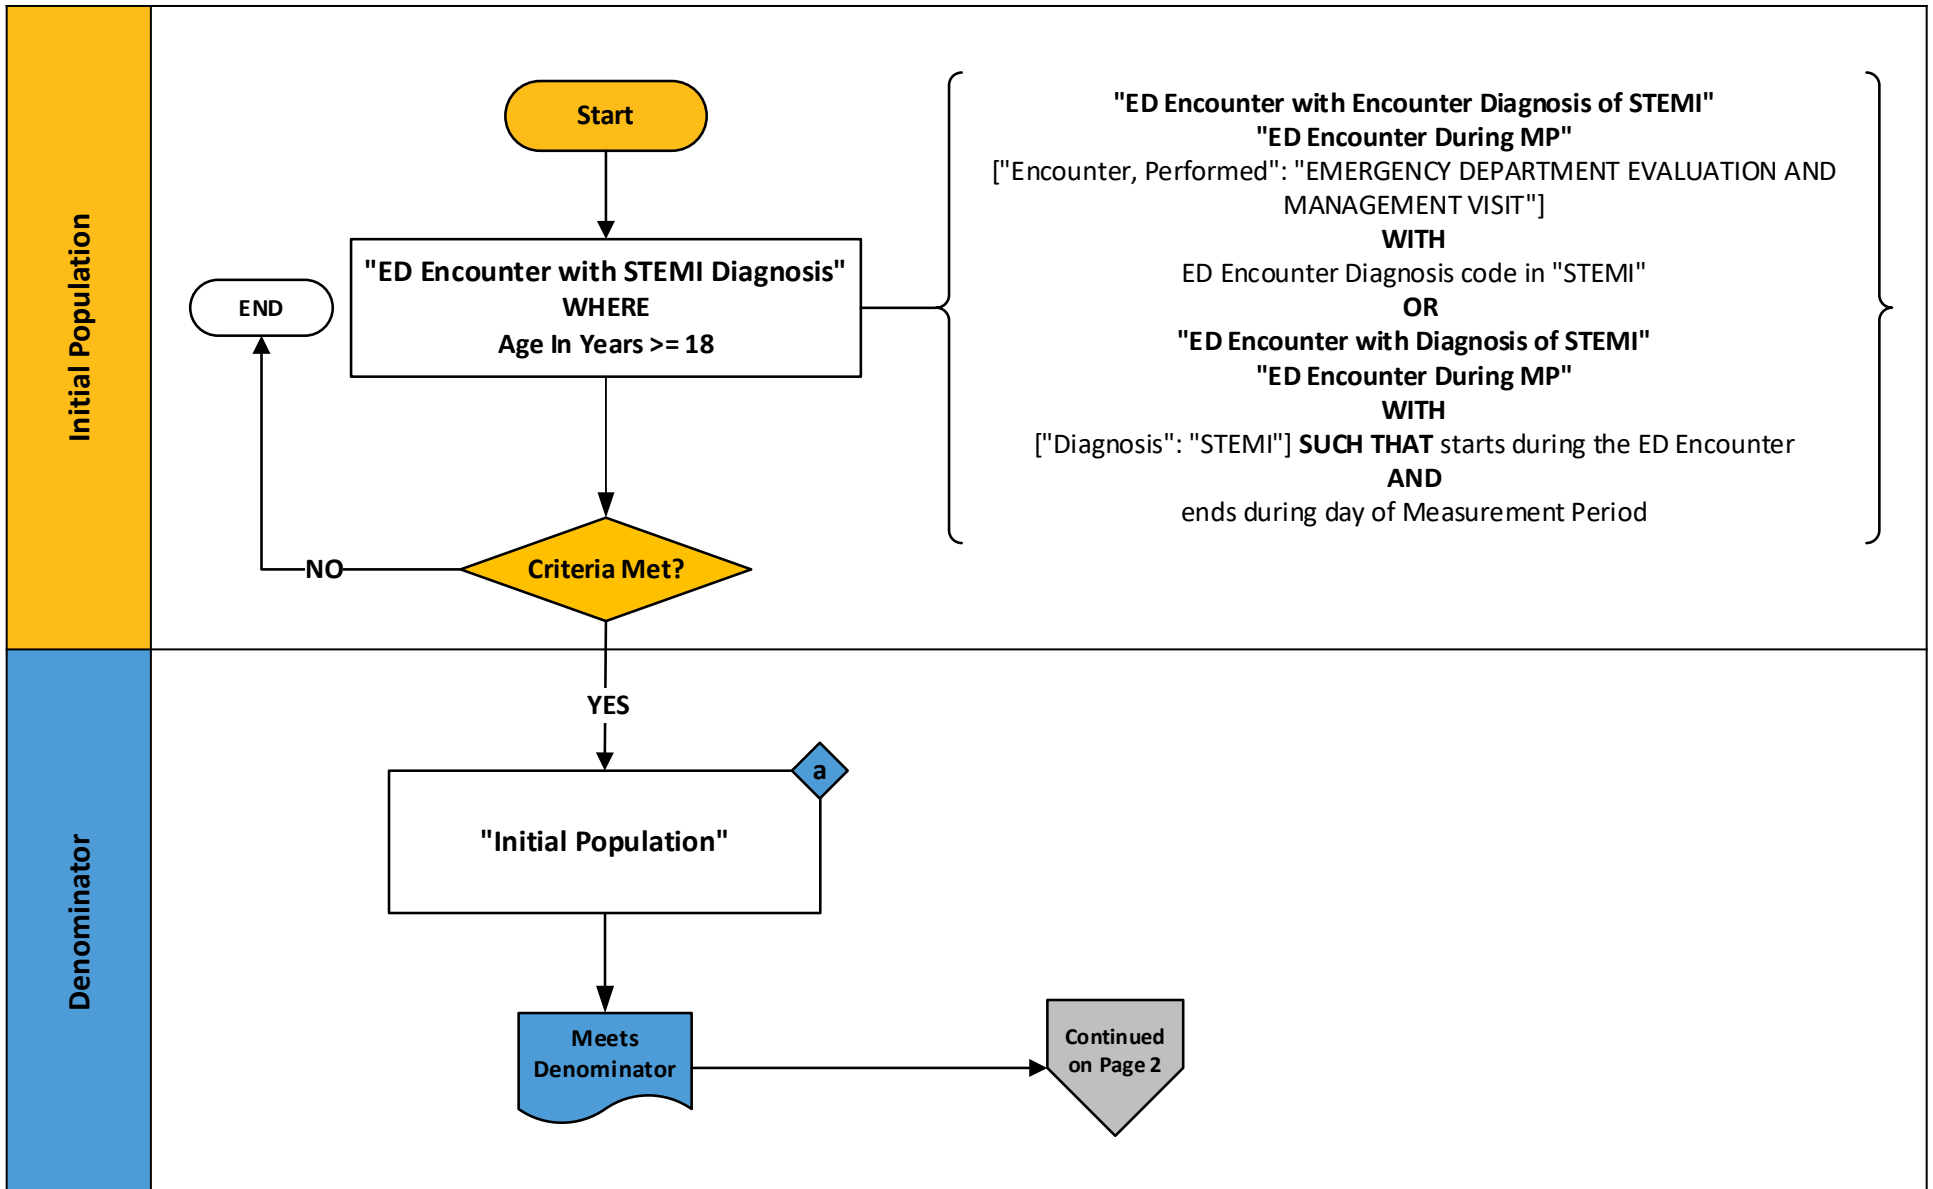 Initial Population
Start
"ED Encounter with STEMI Diagnosis"
WHERE
Age In Years >= 18
END
"ED Encounter with Encounter Diagnosis of STEMI"
"ED Encounter During MP"
["Encounter, Performed": "EMERGENCY DEPARTMENT EVALUATION AND
MANAGEMENT VISIT"]
WITH
ED Encounter Diagnosis code in "STEMI"
OR
"ED Encounter with Diagnosis of STEMI"
"ED Encounter During MP"
WITH
["Diagnosis": "STEMI"] SUCH THAT starts during the ED Encounter
AND
ends during day of Measurement Period
Criteria Met?
NO
YES
Denominator
a
"Initial Population"
Meets
Denominator
Continued
on Page 2